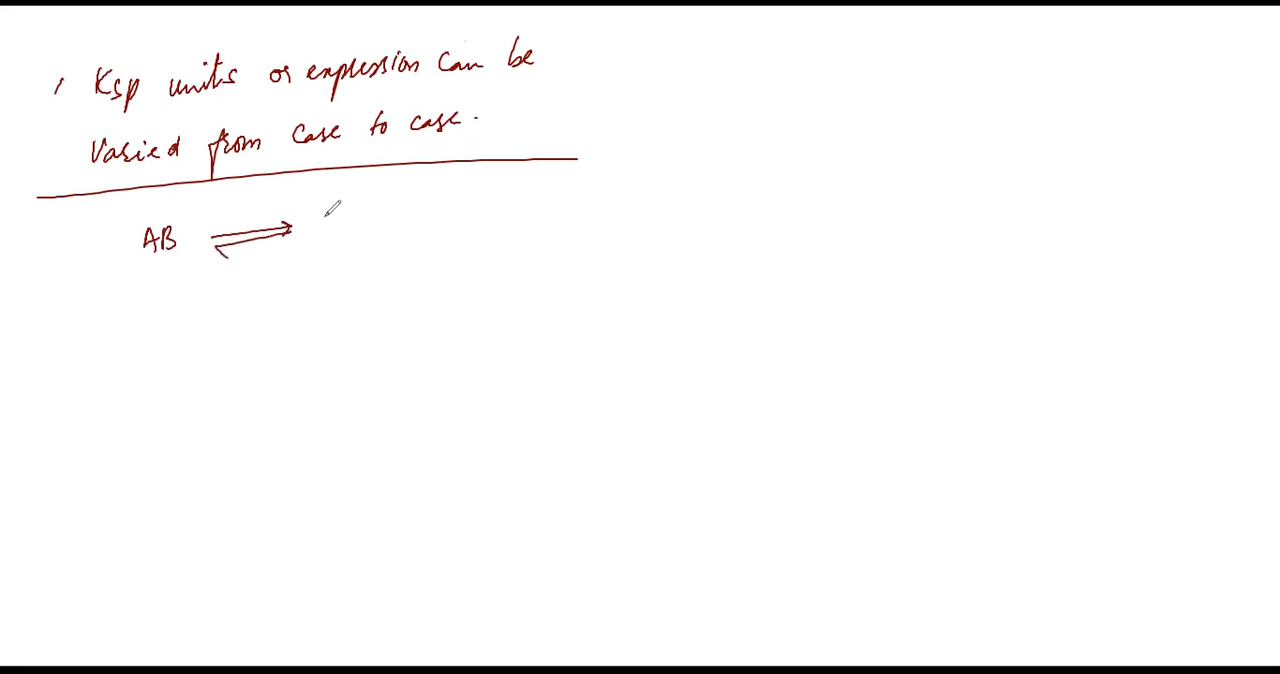 Ksp units or expression can be
varied from case to case.
AB ⇌